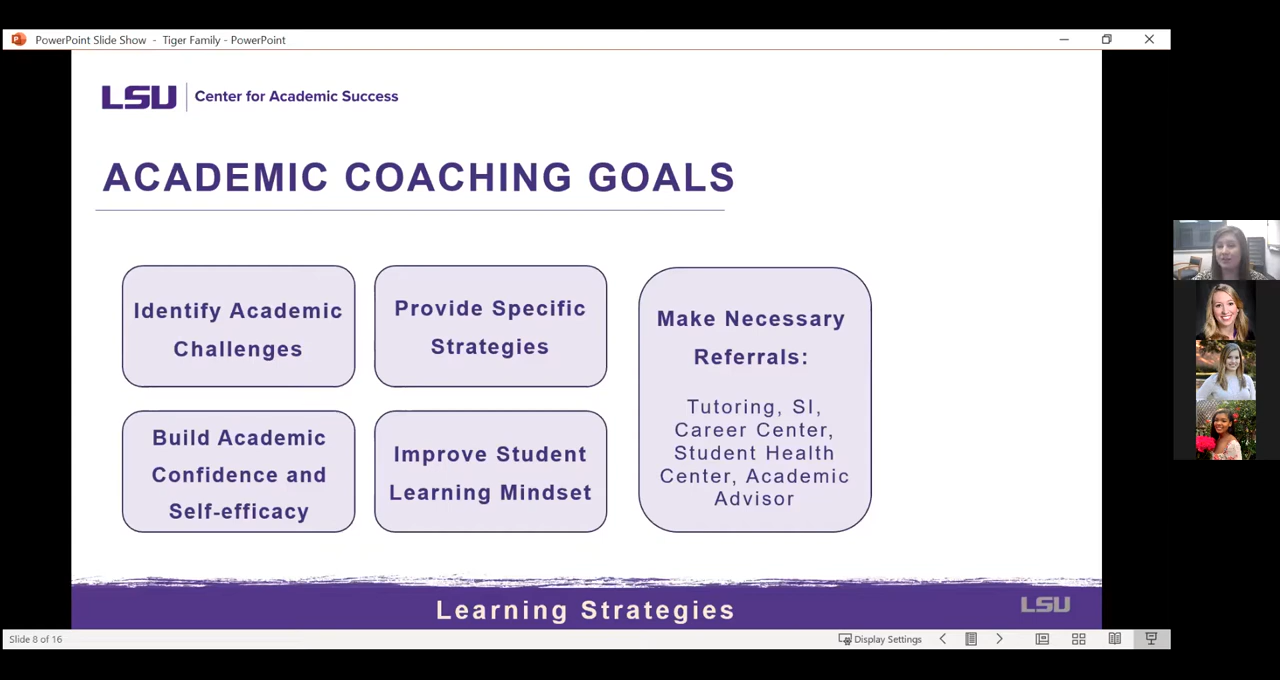 PowerPoint Slide Show - Tiger Family - PowerPoint
LSU Center for Academic Success
ACADEMIC COACHING GOALS
Identify Academic
Challenges
Provide Specific
Strategies
Make Necessary
Referrals:
Tutoring, SI,
Career Center,
Student Health
Center, Academic
Advisor
Build Academic
Confidence and
Self-efficacy
Improve Student
Learning Mindset
Learning Strategies
LSU
Slide 8 of 16
Display Settings